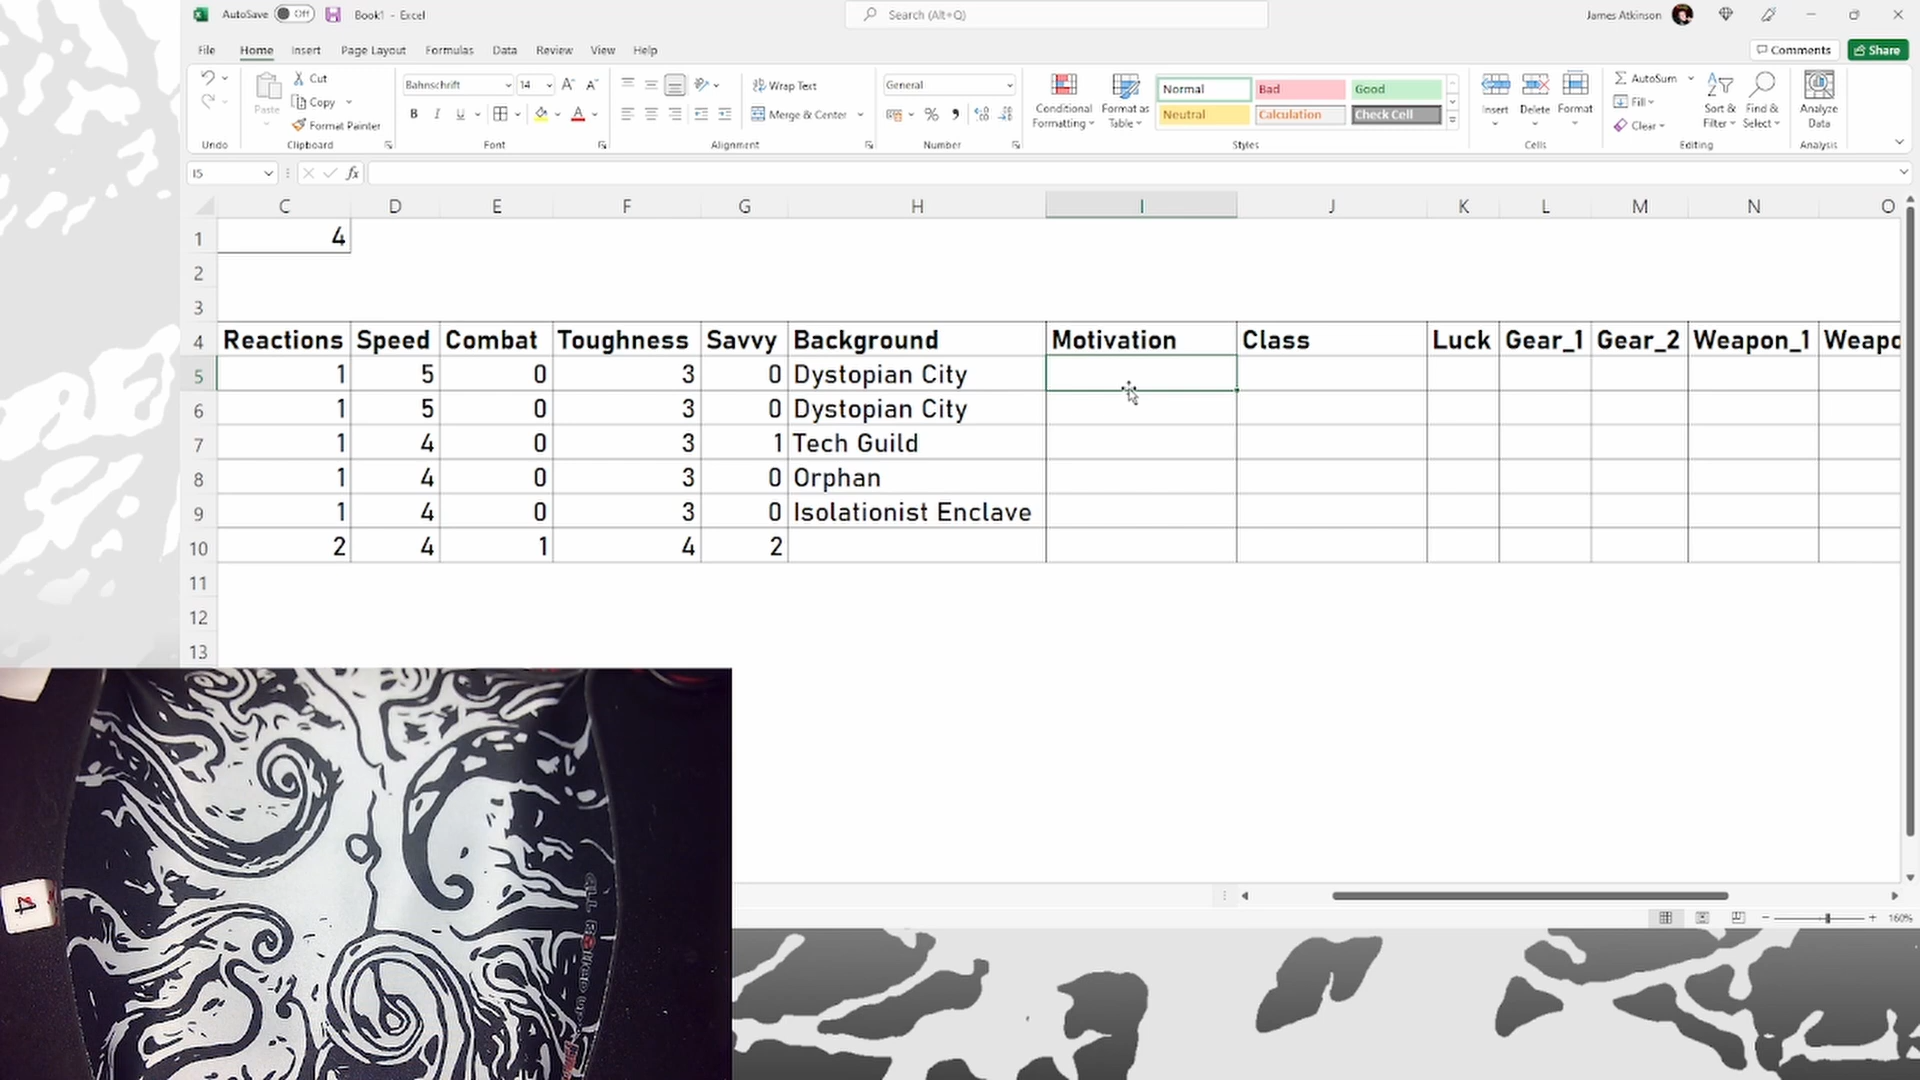 AutoSave Off Book1 - Excel Search (Alt+Q) James Atkinson
File Home Insert Page Layout Formulas Data Review View Help Comments Share
Paste Cut Copy Format Painter
Bahnschrift 14
B I U A
Wrap Text
Merge & Center
General
Conditional Formatting Format as Table
Normal Bad Good
Neutral Calculation Check Cell
Insert Delete Format
AutoSum Fill Clear
Sort & Filter Find & Select Analyze Data
Undo Clipboard Font Alignment Number Styles Cells Editing Analysis
I5 fx
C D E F G H I J K L M N O
1 4
2
3
4 Reactions Speed Combat Toughness Savvy Background Motivation Class Luck Gear_1 Gear_2 Weapon_1 Weapo
5 1 5 0 3 0 Dystopian City
6 1 5 0 3 0 Dystopian City
7 1 4 0 3 1 Tech Guild
8 1 4 0 3 0 Orphan
9 1 4 0 3 0 Isolationist Enclave
10 2 4 1 4 2
11
12
13
160%
4
ALL ROLLED UP